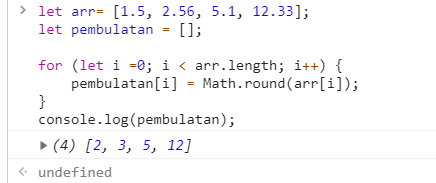 > let arr= [1.5, 2.56, 5.1, 12.33];
let pembulatan = [];
for (let i =0; i < arr.length; i++) {
pembulatan[i] = Math.round(arr[i]);
}
console.log(pembulatan);
▶ (4) [2, 3, 5, 12]
undefined